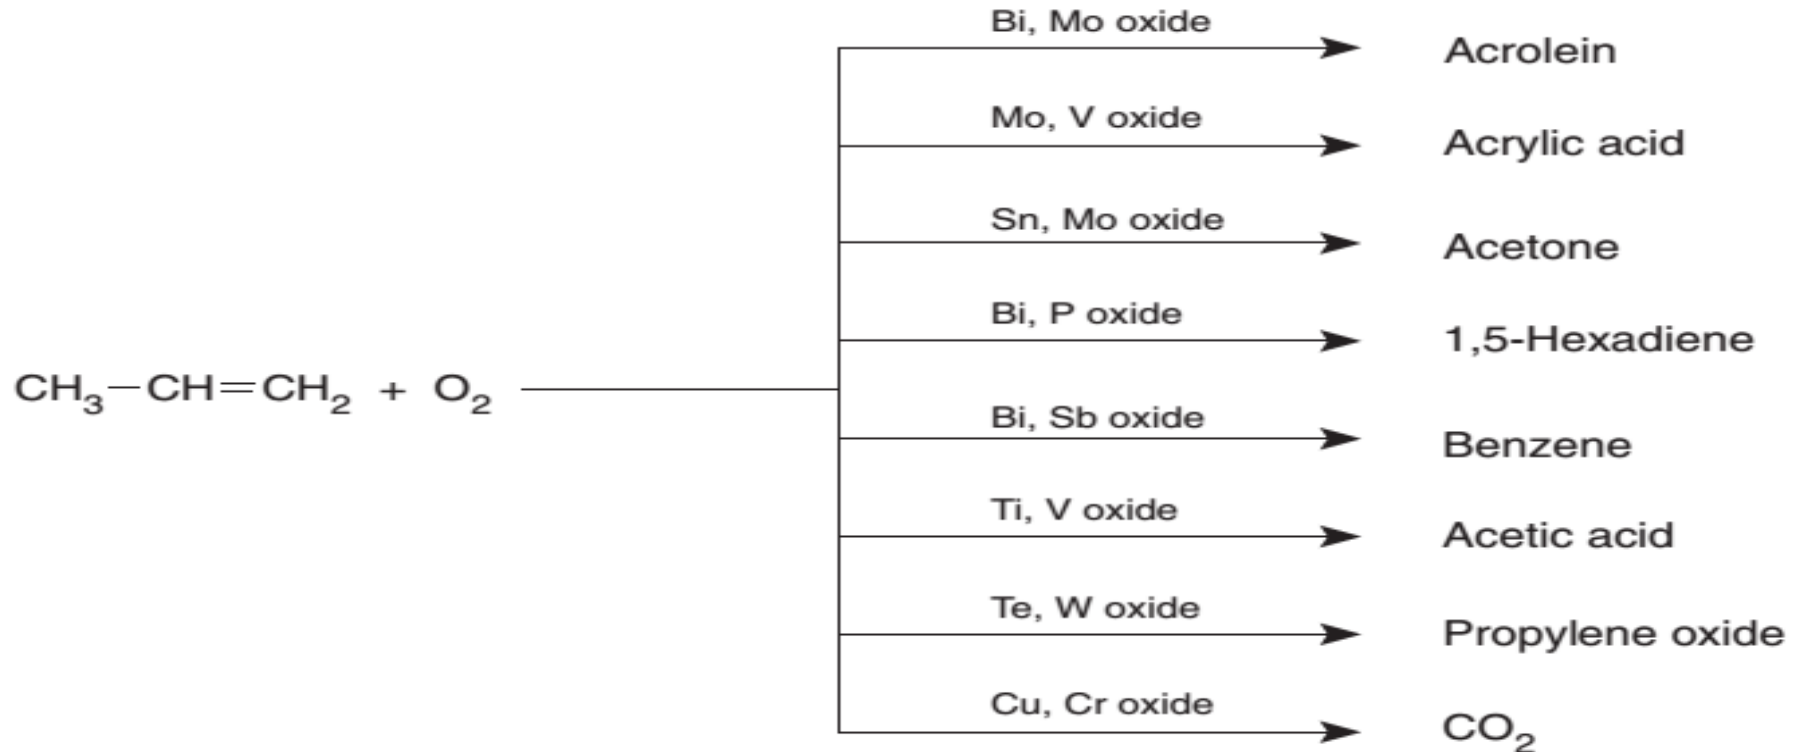 Bi, Mo oxide
Acrolein
Mo, V oxide
Acrylic acid
Sn, Mo oxide
Acetone
Bi, P oxide
1,5-Hexadiene
CH₃—CH=CH₂ + O₂
Bi, Sb oxide
Benzene
Ti, V oxide
Acetic acid
Te, W oxide
Propylene oxide
Cu, Cr oxide
CO₂